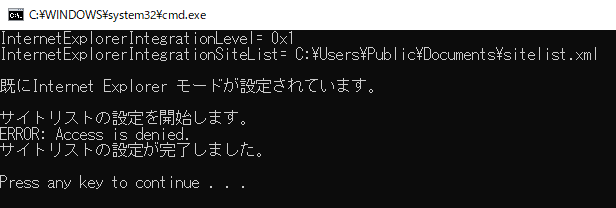 C:¥WINDOWS¥system32¥cmd.exe
InternetExplorerIntegrationLevel= 0x1
InternetExplorerIntegrationSiteList= C:¥Users¥Public¥Documents¥sitelist.xml
既にInternet Explorer モードが設定されています。
サイトリストの設定を開始します。
ERROR: Access is denied.
サイトリストの設定が完了しました。
Press any key to continue . . .